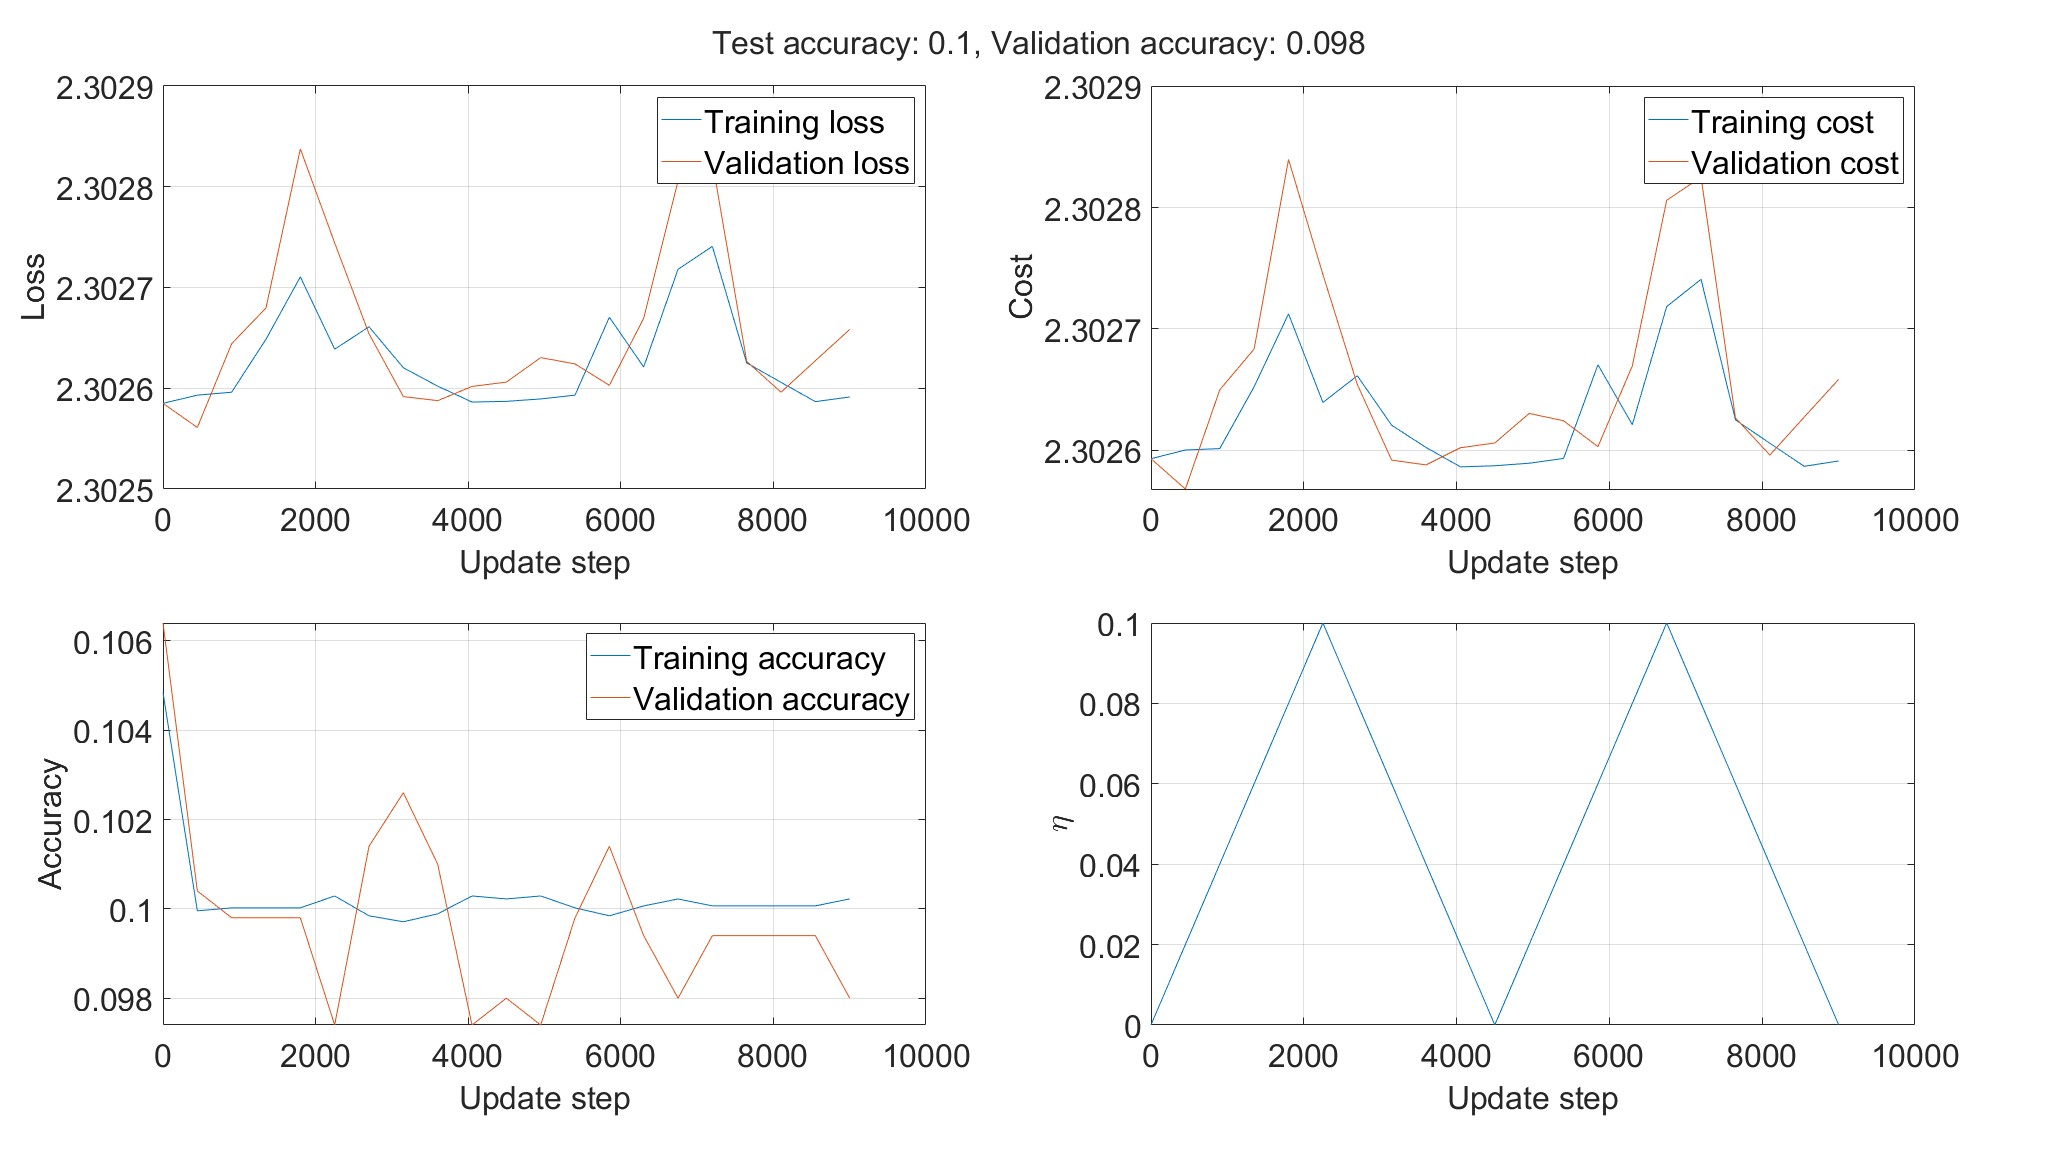 Test accuracy: 0.1, Validation accuracy: 0.098
2.3029
2.3028
2.3027
2.3026
2.3025
Loss
Training loss
Validation loss
0 2000 4000 6000 8000 10000
Update step
2.3029
2.3028
2.3027
2.3026
Cost
Training cost
Validation cost
0 2000 4000 6000 8000 10000
Update step
0.106
0.104
0.102
0.1
0.098
Accuracy
Training accuracy
Validation accuracy
0 2000 4000 6000 8000 10000
Update step
0.1
0.08
0.06
0.04
0.02
0
η
0 2000 4000 6000 8000 10000
Update step